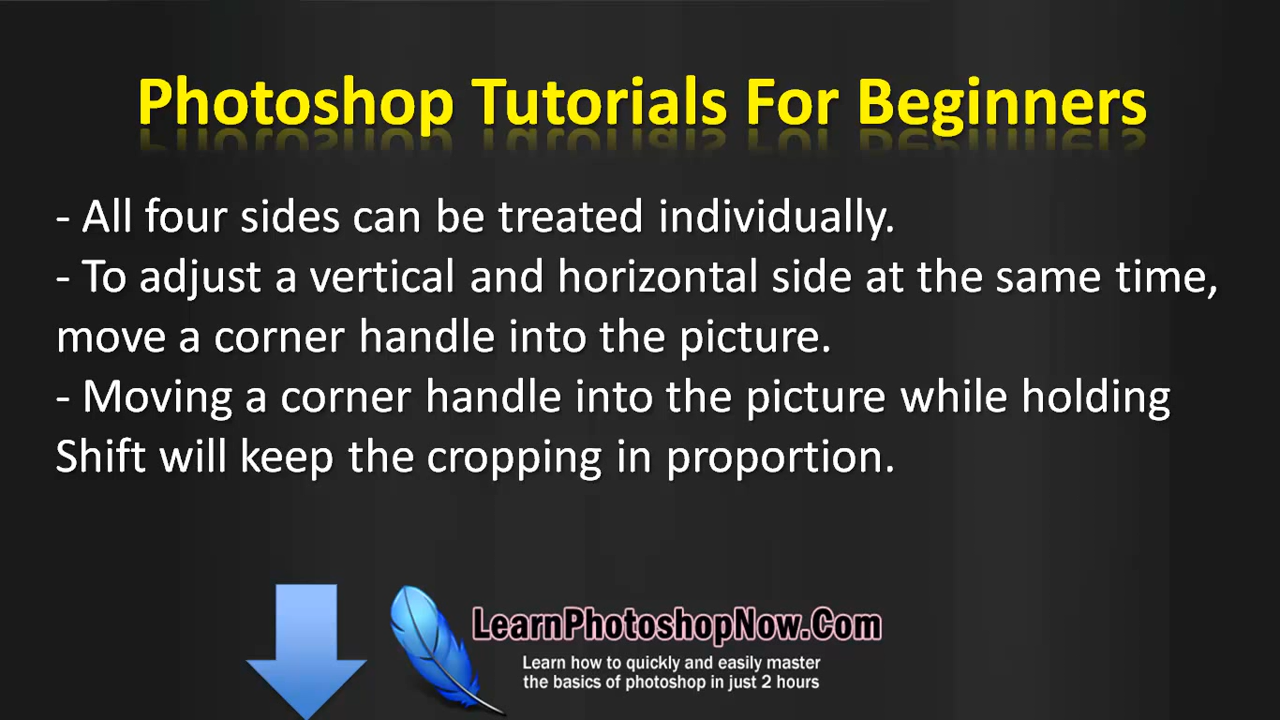 Photoshop Tutorials For Beginners
- All four sides can be treated individually.
- To adjust a vertical and horizontal side at the same time,
move a corner handle into the picture.
- Moving a corner handle into the picture while holding
Shift will keep the cropping in proportion.
LearnPhotoshopNow.Com
Learn how to quickly and easily master
the basics of photoshop in just 2 hours